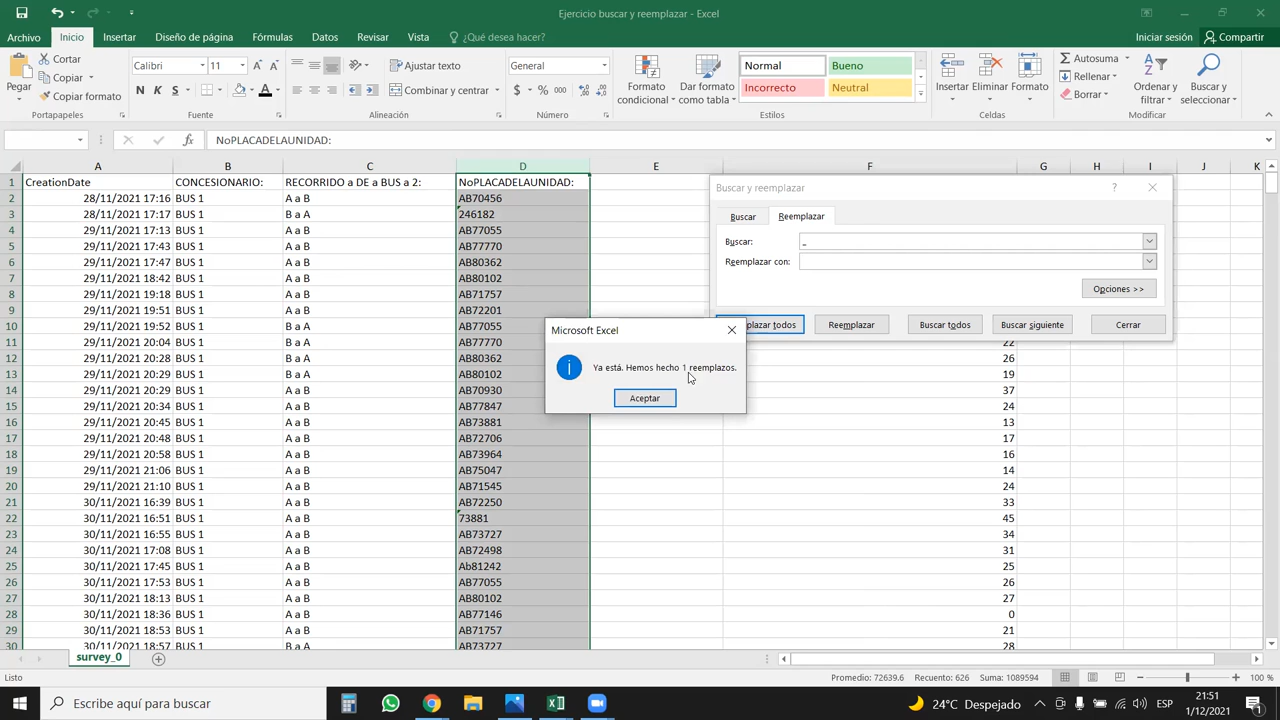 Ejercicio buscar y reemplazar - Excel
Archivo Inicio Insertar Diseño de página Fórmulas Datos Revisar Vista ¿Qué desea hacer? Iniciar sesión Compartir
Pegar Cortar Copiar Copiar formato
Calibri 11
N K S
Ajustar texto
Combinar y centrar
General
$ % 000
Formato condicional
Dar formato como tabla
Normal Bueno
Incorrecto Neutral
Insertar Eliminar Formato
Autosuma
Rellenar
Borrar
Ordenar y filtrar
Buscar y seleccionar
Portapapeles Fuente Alineación Número Estilos Celdas Modificar
fx NoPLACADELAUNIDAD:
A B C D E F G H I J K
1 CreationDate CONCESIONARIO: RECORRIDO a DE a BUS a 2: NoPLACADELAUNIDAD:
2 28/11/2021 17:16 BUS 1 A a B AB70456
3 28/11/2021 17:17 BUS 1 B a A 246182
4 29/11/2021 17:13 BUS 1 A a B AB77055
5 29/11/2021 17:43 BUS 1 A a B AB77770
6 29/11/2021 17:47 BUS 1 A a B AB80362
7 29/11/2021 18:42 BUS 1 A a B AB80102
8 29/11/2021 19:18 BUS 1 A a B AB71757
9 29/11/2021 19:51 BUS 1 A a B AB72201
10 29/11/2021 19:52 BUS 1 B a A AB77055
11 29/11/2021 20:04 BUS 1 B a A AB77770 22
12 29/11/2021 20:28 BUS 1 B a A AB80362 26
13 29/11/2021 20:29 BUS 1 B a A AB80102 19
14 29/11/2021 20:33 BUS 1 A a B AB70930 37
15 29/11/2021 20:34 BUS 1 A a B AB77847 24
16 29/11/2021 20:45 BUS 1 A a B AB73881 13
17 29/11/2021 20:48 BUS 1 A a B AB72706 17
18 29/11/2021 20:58 BUS 1 A a B AB73964 16
19 29/11/2021 21:06 BUS 1 A a B AB75047 14
20 29/11/2021 21:10 BUS 1 A a B AB71545 24
21 30/11/2021 16:39 BUS 1 A a B AB72250 33
22 30/11/2021 16:51 BUS 1 A a B 73881 45
23 30/11/2021 16:55 BUS 1 A a B AB73727 34
24 30/11/2021 17:08 BUS 1 A a B AB72498 31
25 30/11/2021 17:45 BUS 1 A a B Ab81242 25
26 30/11/2021 17:53 BUS 1 A a B AB77055 26
27 30/11/2021 18:13 BUS 1 A a B AB80102 27
28 30/11/2021 18:36 BUS 1 A a B AB77146 0
29 30/11/2021 18:53 BUS 1 A a B AB71757 21
30 30/11/2021 18:57 BUS 1 B a A AB73727 28
Buscar y reemplazar ?
Buscar Reemplazar
Buscar: _
Reemplazar con:
Opciones >>
plazar todos Reemplazar Buscar todos Buscar siguiente Cerrar
Microsoft Excel
Ya está. Hemos hecho 1 reemplazos.
Aceptar
survey_0
Listo Promedio: 72639.6 Recuento: 626 Suma: 1089594 100 %
Escribe aquí para buscar 24°C Despejado ESP 21:51
1/12/2021